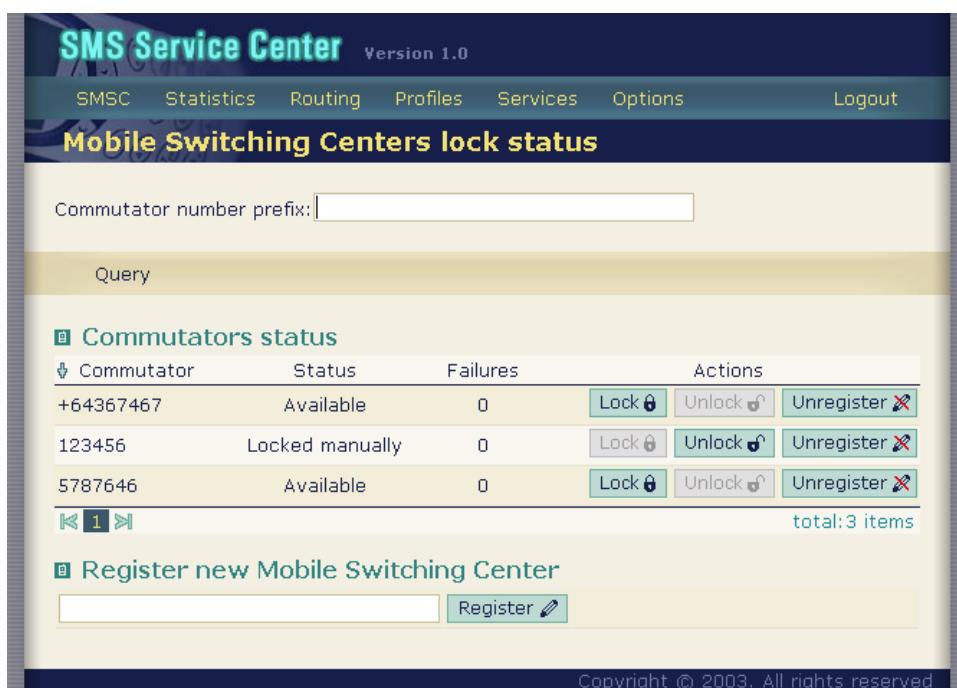 SMS Service Center Version 1.0
SMSC Statistics Routing Profiles Services Options Logout
Mobile Switching Centers lock status
Commutator number prefix:
Query
Commutators status
Commutator Status Failures Actions
+64367467 Available 0 Lock Unlock Unregister
123456 Locked manually 0 Lock Unlock Unregister
5787646 Available 0 Lock Unlock Unregister
1 total: 3 items
Register new Mobile Switching Center
Register
Copyright © 2003. All rights reserved